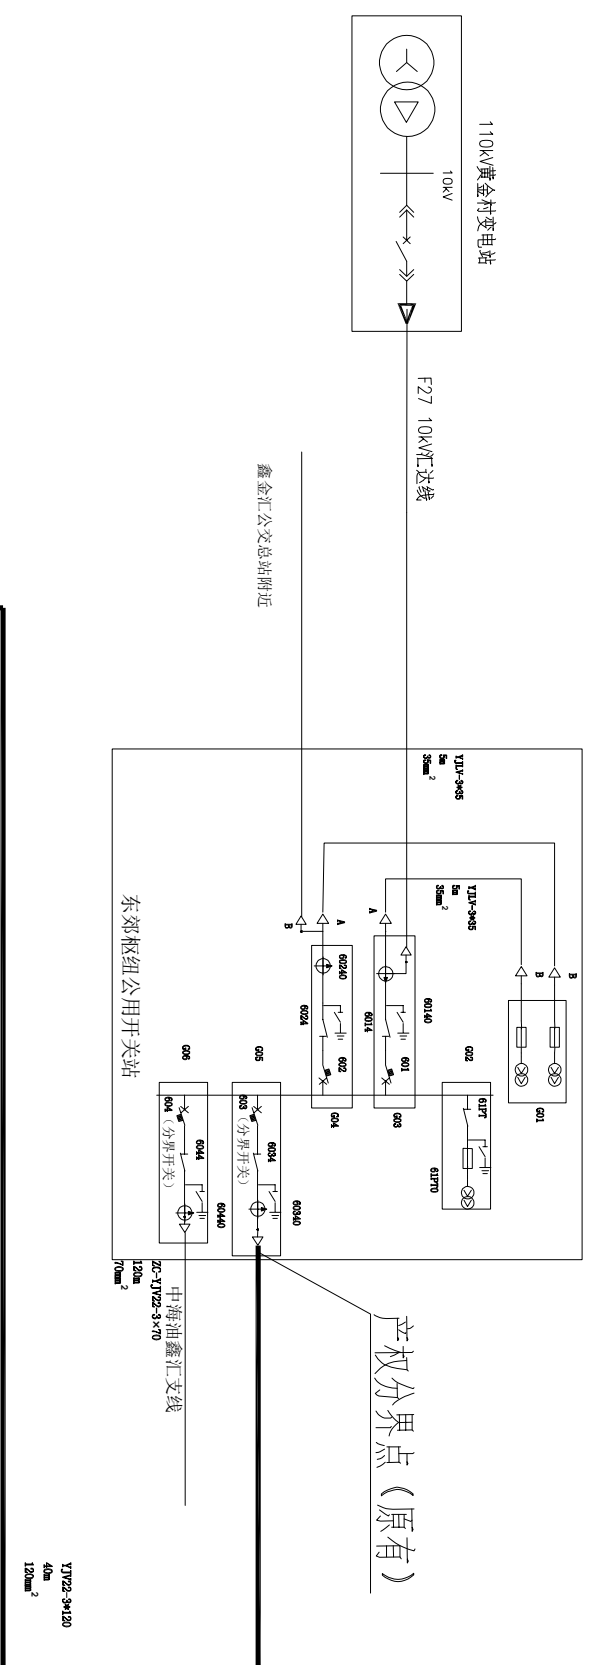 110kV黄金村变电站
10kV
F27 10kV汇达线
鑫金汇公交总站附近
YJLV-3*35
5m
35mm²
YJLV-3*35
5m
35mm²
东郊枢纽公用开关站
A
B
A
B
B
60240
6024
602
G04
60140
6014
601
G03
G01
G02
61PT
61PT0
G05
603
(分界开关)
6034
60340
G06
604
(分界开关)
6044
60440
产权分界点(原有)
中海油鑫汇支线
ZC-YJV22-3×70
120m
70mm²
YJV22-3*120
40m
120mm²